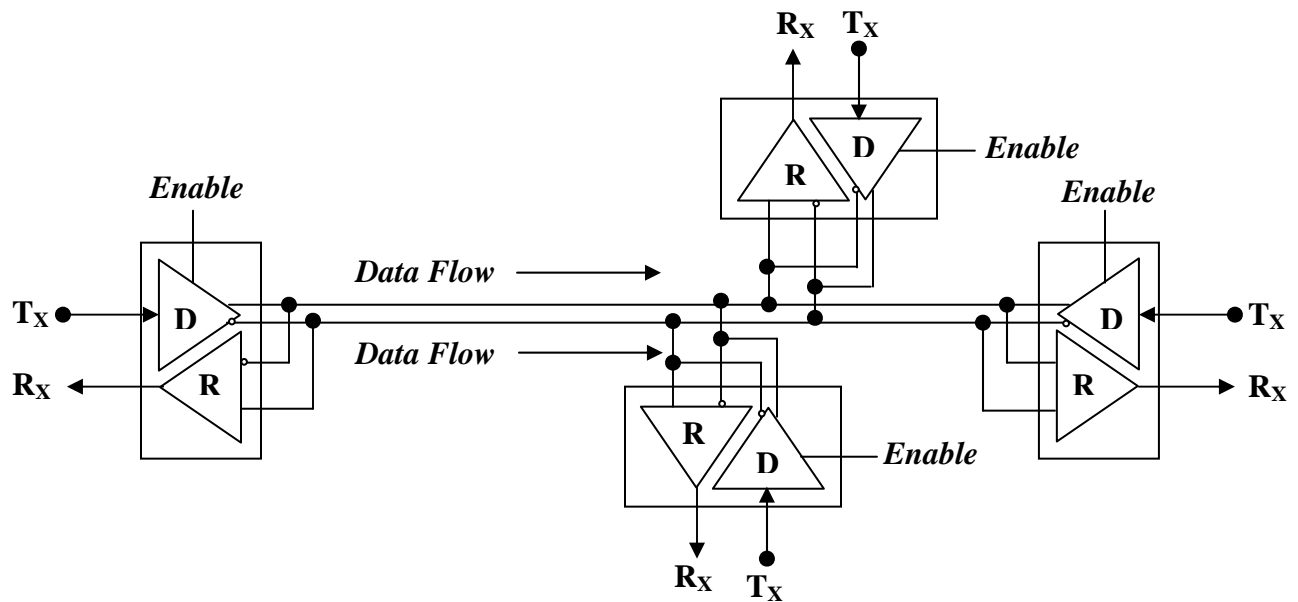 R_X T_X
D
Enable
R
Enable
Enable
Data Flow
T_X D
D T_X
Data Flow
R_X R
R R_X
R
D
Enable
R_X
T_X